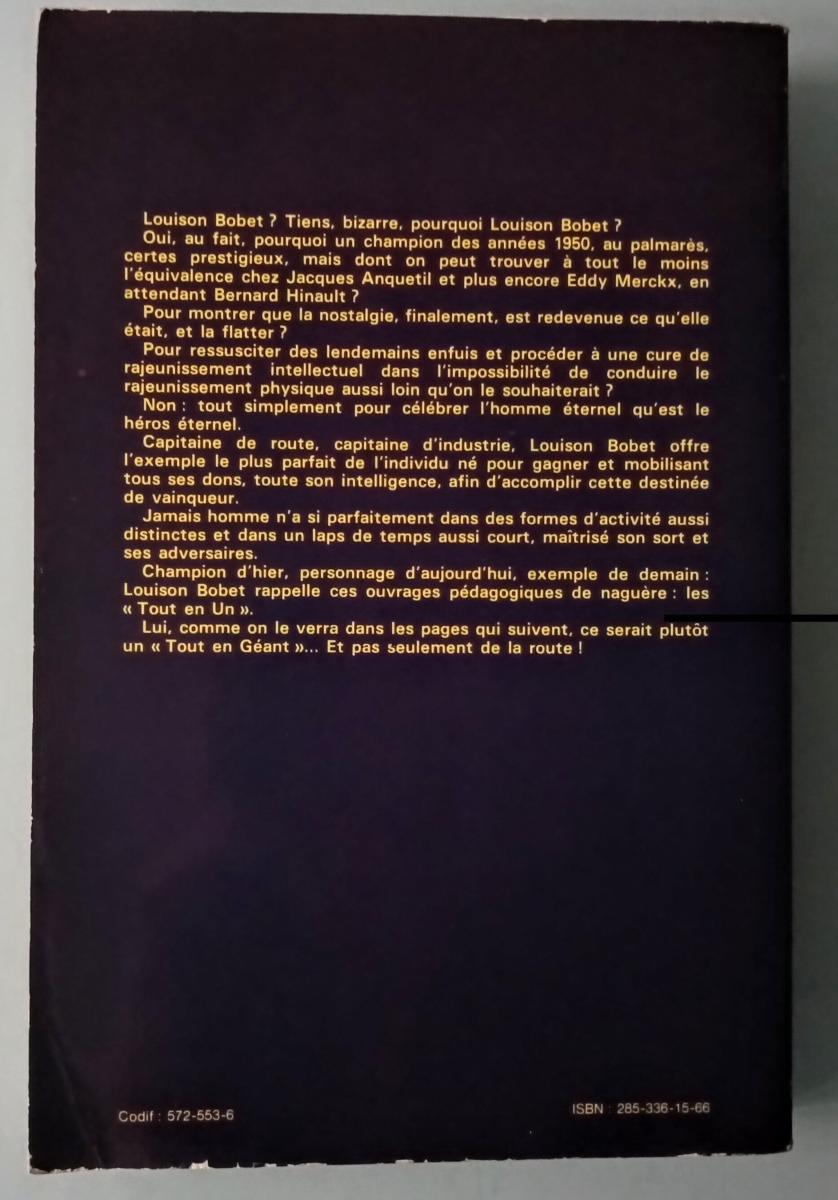 Louison Bobet ? Tiens, bizarre, pourquoi Louison Bobet ?
Oui, au fait, pourquoi un champion des années 1950, au palmarès,
certes prestigieux, mais dont on peut trouver à tout le moins
l'équivalence chez Jacques Anquetil et plus encore Eddy Merckx, en
attendant Bernard Hinault ?
Pour montrer que la nostalgie, finalement, est redevenue ce qu'elle
était, et la flatter ?
Pour ressusciter des lendemains enfuis et procéder à une cure de
rajeunissement intellectuel dans l'impossibilité de conduire le
rajeunissement physique aussi loin qu'on le souhaiterait ?
Non : tout simplement pour célébrer l'homme éternel qu'est le
héros éternel.
Capitaine de route, capitaine d'industrie, Louison Bobet offre
l'exemple le plus parfait de l'individu né pour gagner et mobilisant
tous ses dons, toute son intelligence, afin d'accomplir cette destinée
de vainqueur.
Jamais homme n'a si parfaitement dans des formes d'activité aussi
distinctes et dans un laps de temps aussi court, maîtrisé son sort et
ses adversaires.
Champion d'hier, personnage d'aujourd'hui, exemple de demain :
Louison Bobet rappelle ces ouvrages pédagogiques de naguère : les
« Tout en Un ».
Lui, comme on le verra dans les pages qui suivent, ce serait plutôt
un « Tout en Géant »... Et pas seulement de la route !
Codif : 572-553-6
ISBN : 285-336-15-66